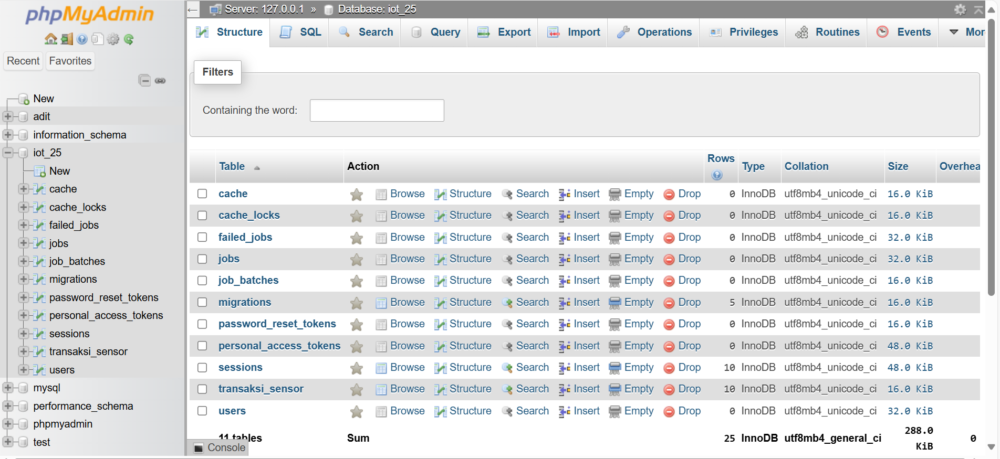 phpMyAdmin
Recent
Favorites
New
adit
information_schema
iot_25
New
cache
cache_locks
failed_jobs
jobs
job_batches
migrations
password_reset_tokens
personal_access_tokens
sessions
transaksi_sensor
users
mysql
performance_schema
phpmyadmin
test
Server: 127.0.0.1 » Database: iot_25
Structure SQL Search Query Export Import Operations Privileges Routines Events Mor
Filters
Containing the word:
Table Action Rows Type Collation Size Overhea
cache Browse Structure Search Insert Empty Drop 0 InnoDB utf8mb4_unicode_ci 16.0 KiB
cache_locks Browse Structure Search Insert Empty Drop 0 InnoDB utf8mb4_unicode_ci 16.0 KiB
failed_jobs Browse Structure Search Insert Empty Drop 0 InnoDB utf8mb4_unicode_ci 32.0 KiB
jobs Browse Structure Search Insert Empty Drop 0 InnoDB utf8mb4_unicode_ci 32.0 KiB
job_batches Browse Structure Search Insert Empty Drop 0 InnoDB utf8mb4_unicode_ci 16.0 KiB
migrations Browse Structure Search Insert Empty Drop 5 InnoDB utf8mb4_unicode_ci 16.0 KiB
password_reset_tokens Browse Structure Search Insert Empty Drop 0 InnoDB utf8mb4_unicode_ci 16.0 KiB
personal_access_tokens Browse Structure Search Insert Empty Drop 0 InnoDB utf8mb4_unicode_ci 48.0 KiB
sessions Browse Structure Search Insert Empty Drop 10 InnoDB utf8mb4_unicode_ci 48.0 KiB
transaksi_sensor Browse Structure Search Insert Empty Drop 10 InnoDB utf8mb4_unicode_ci 16.0 KiB
users Browse Structure Search Insert Empty Drop 0 InnoDB utf8mb4_unicode_ci 32.0 KiB
11 tables Sum 25 InnoDB utf8mb4_general_ci 288.0 KiB 0
Console